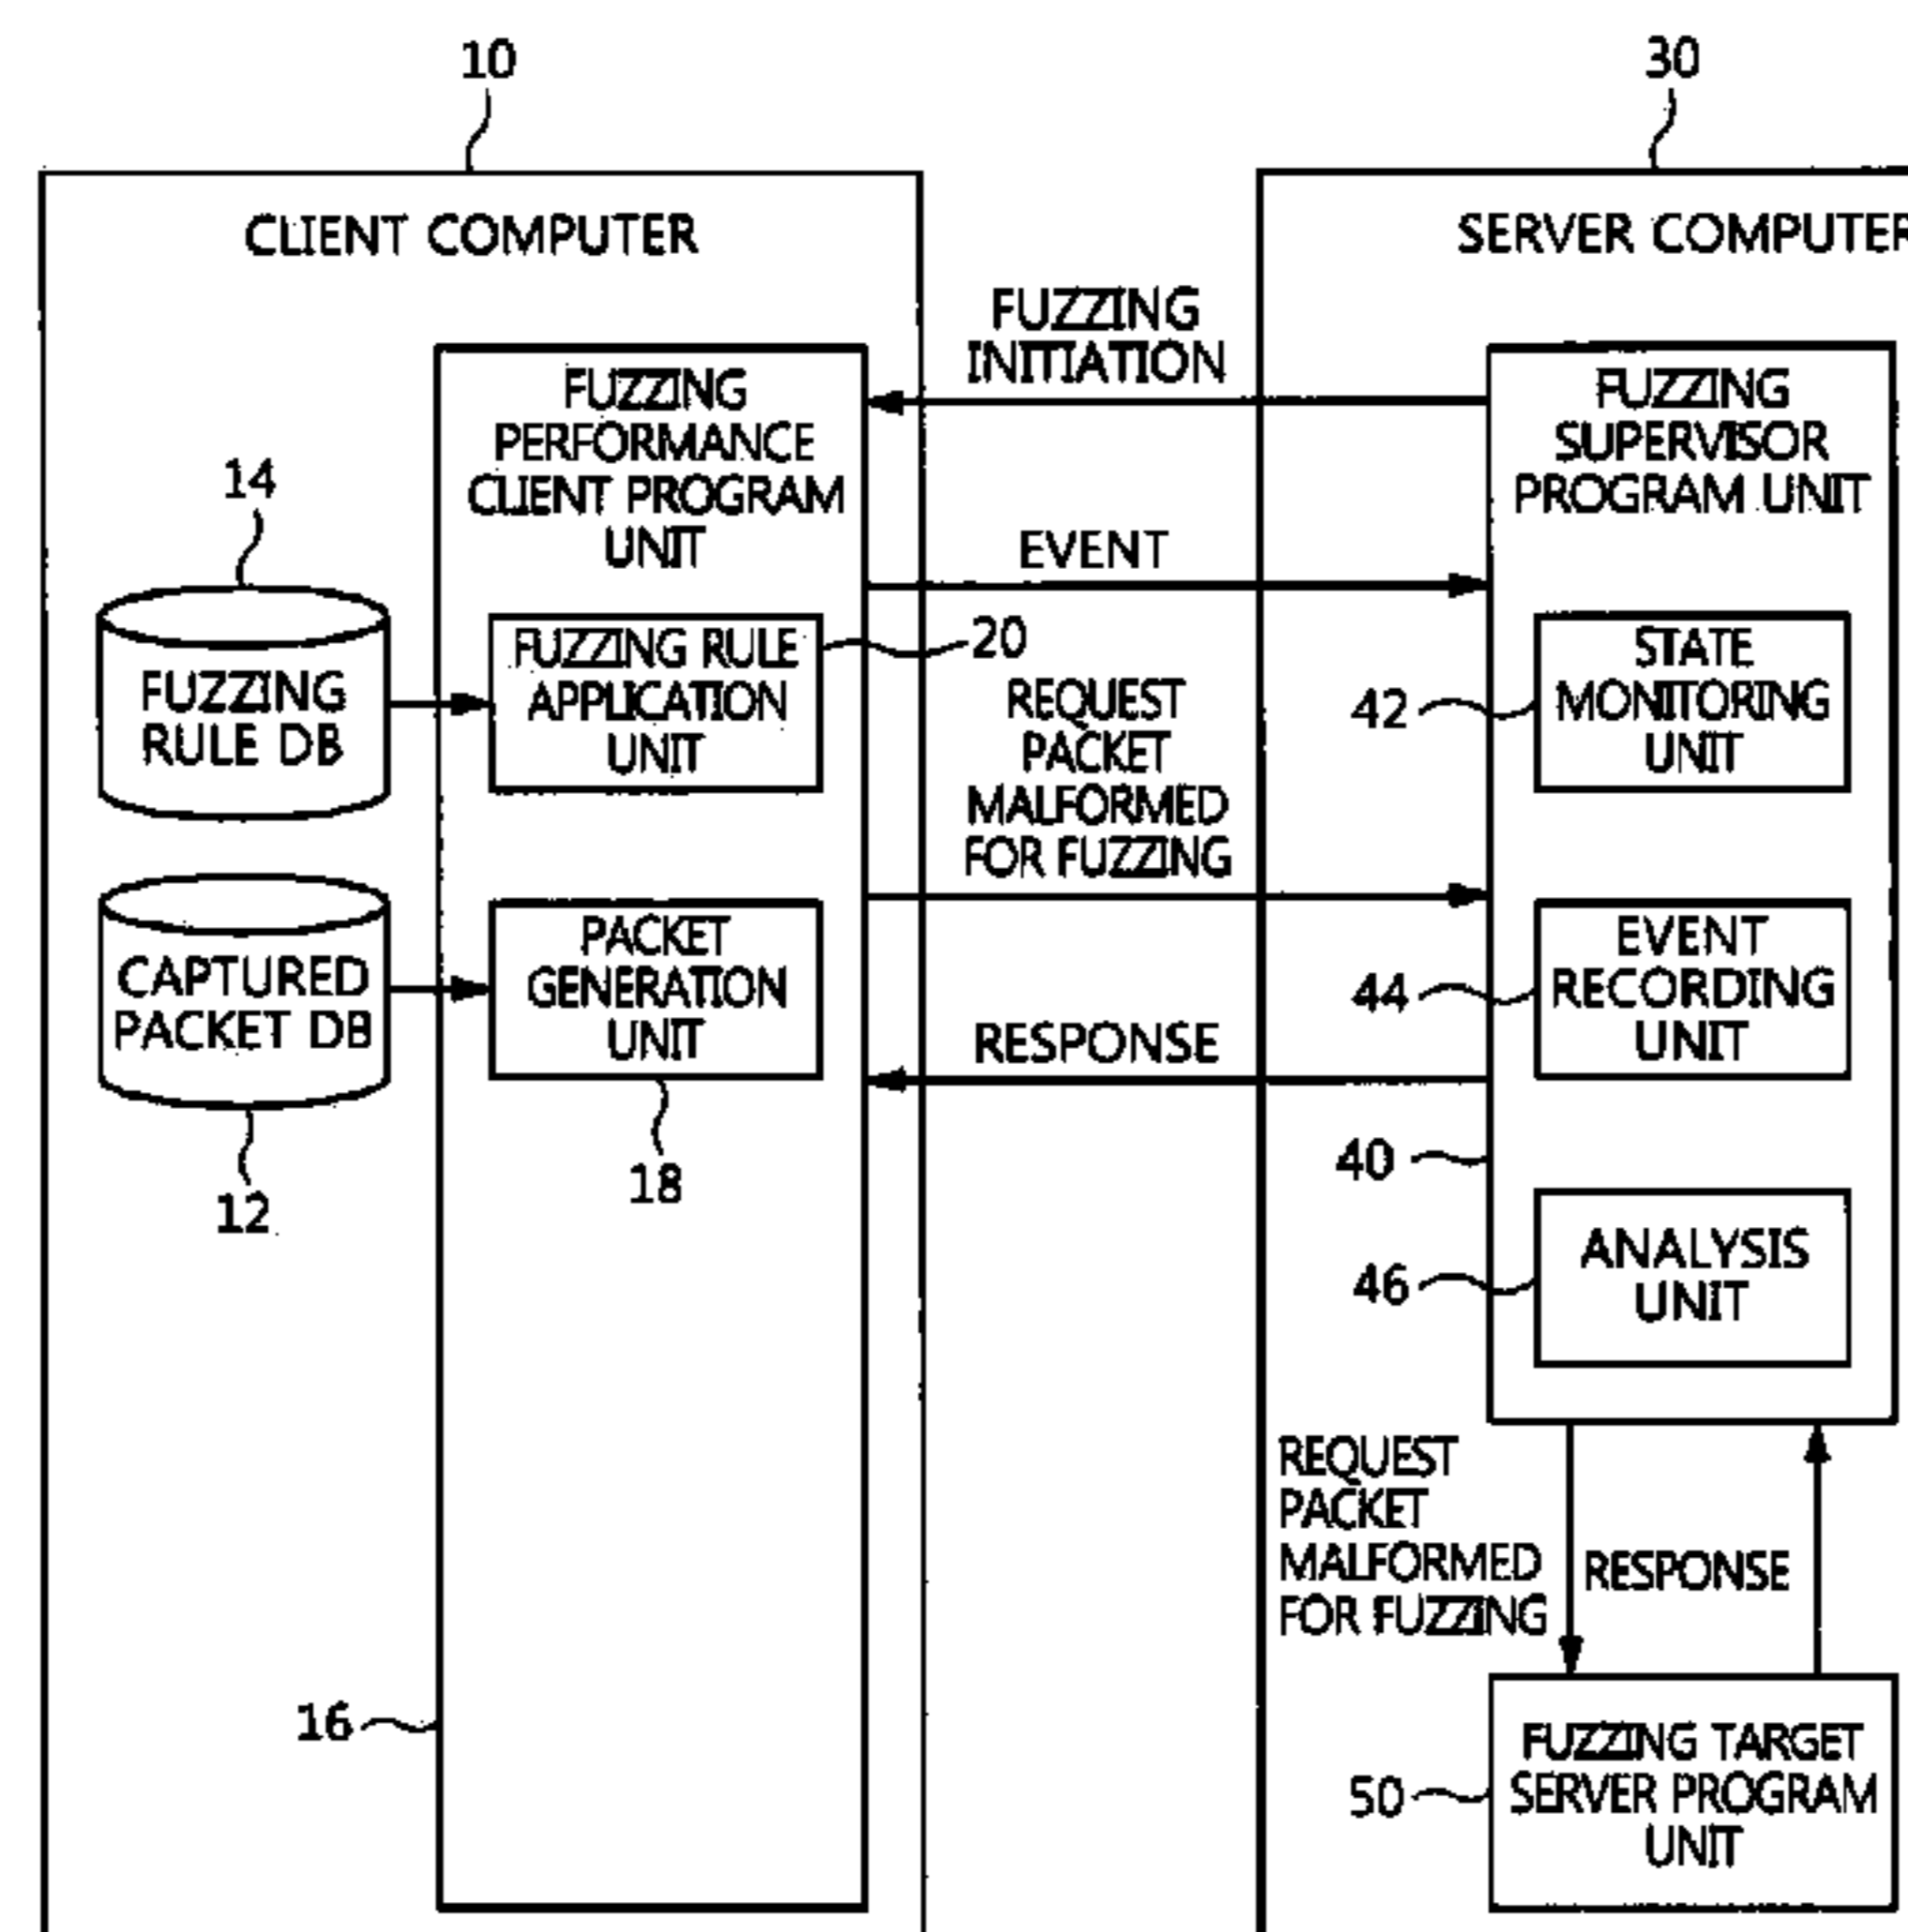 10
30
CLIENT COMPUTER
SERVER COMPUTER
FUZZING
INITIATION
FUZZING
PERFORMANCE
CLIENT PROGRAM
UNIT
FUZZING
SUPERVISOR
PROGRAM UNIT
14
EVENT
FUZZING
RULE DB
FUZZING RULE
APPLICATION
UNIT
20
REQUEST
PACKET
MALFORMED
FOR FUZZING
42
STATE
MONITORING
UNIT
CAPTURED
PACKET DB
PACKET
GENERATION
UNIT
44
EVENT
RECORDING
UNIT
RESPONSE
12
18
40
46
ANALYSIS
UNIT
REQUEST
PACKET
MALFORMED
FOR FUZZING
RESPONSE
16
50
FUZZING TARGET
SERVER PROGRAM
UNIT